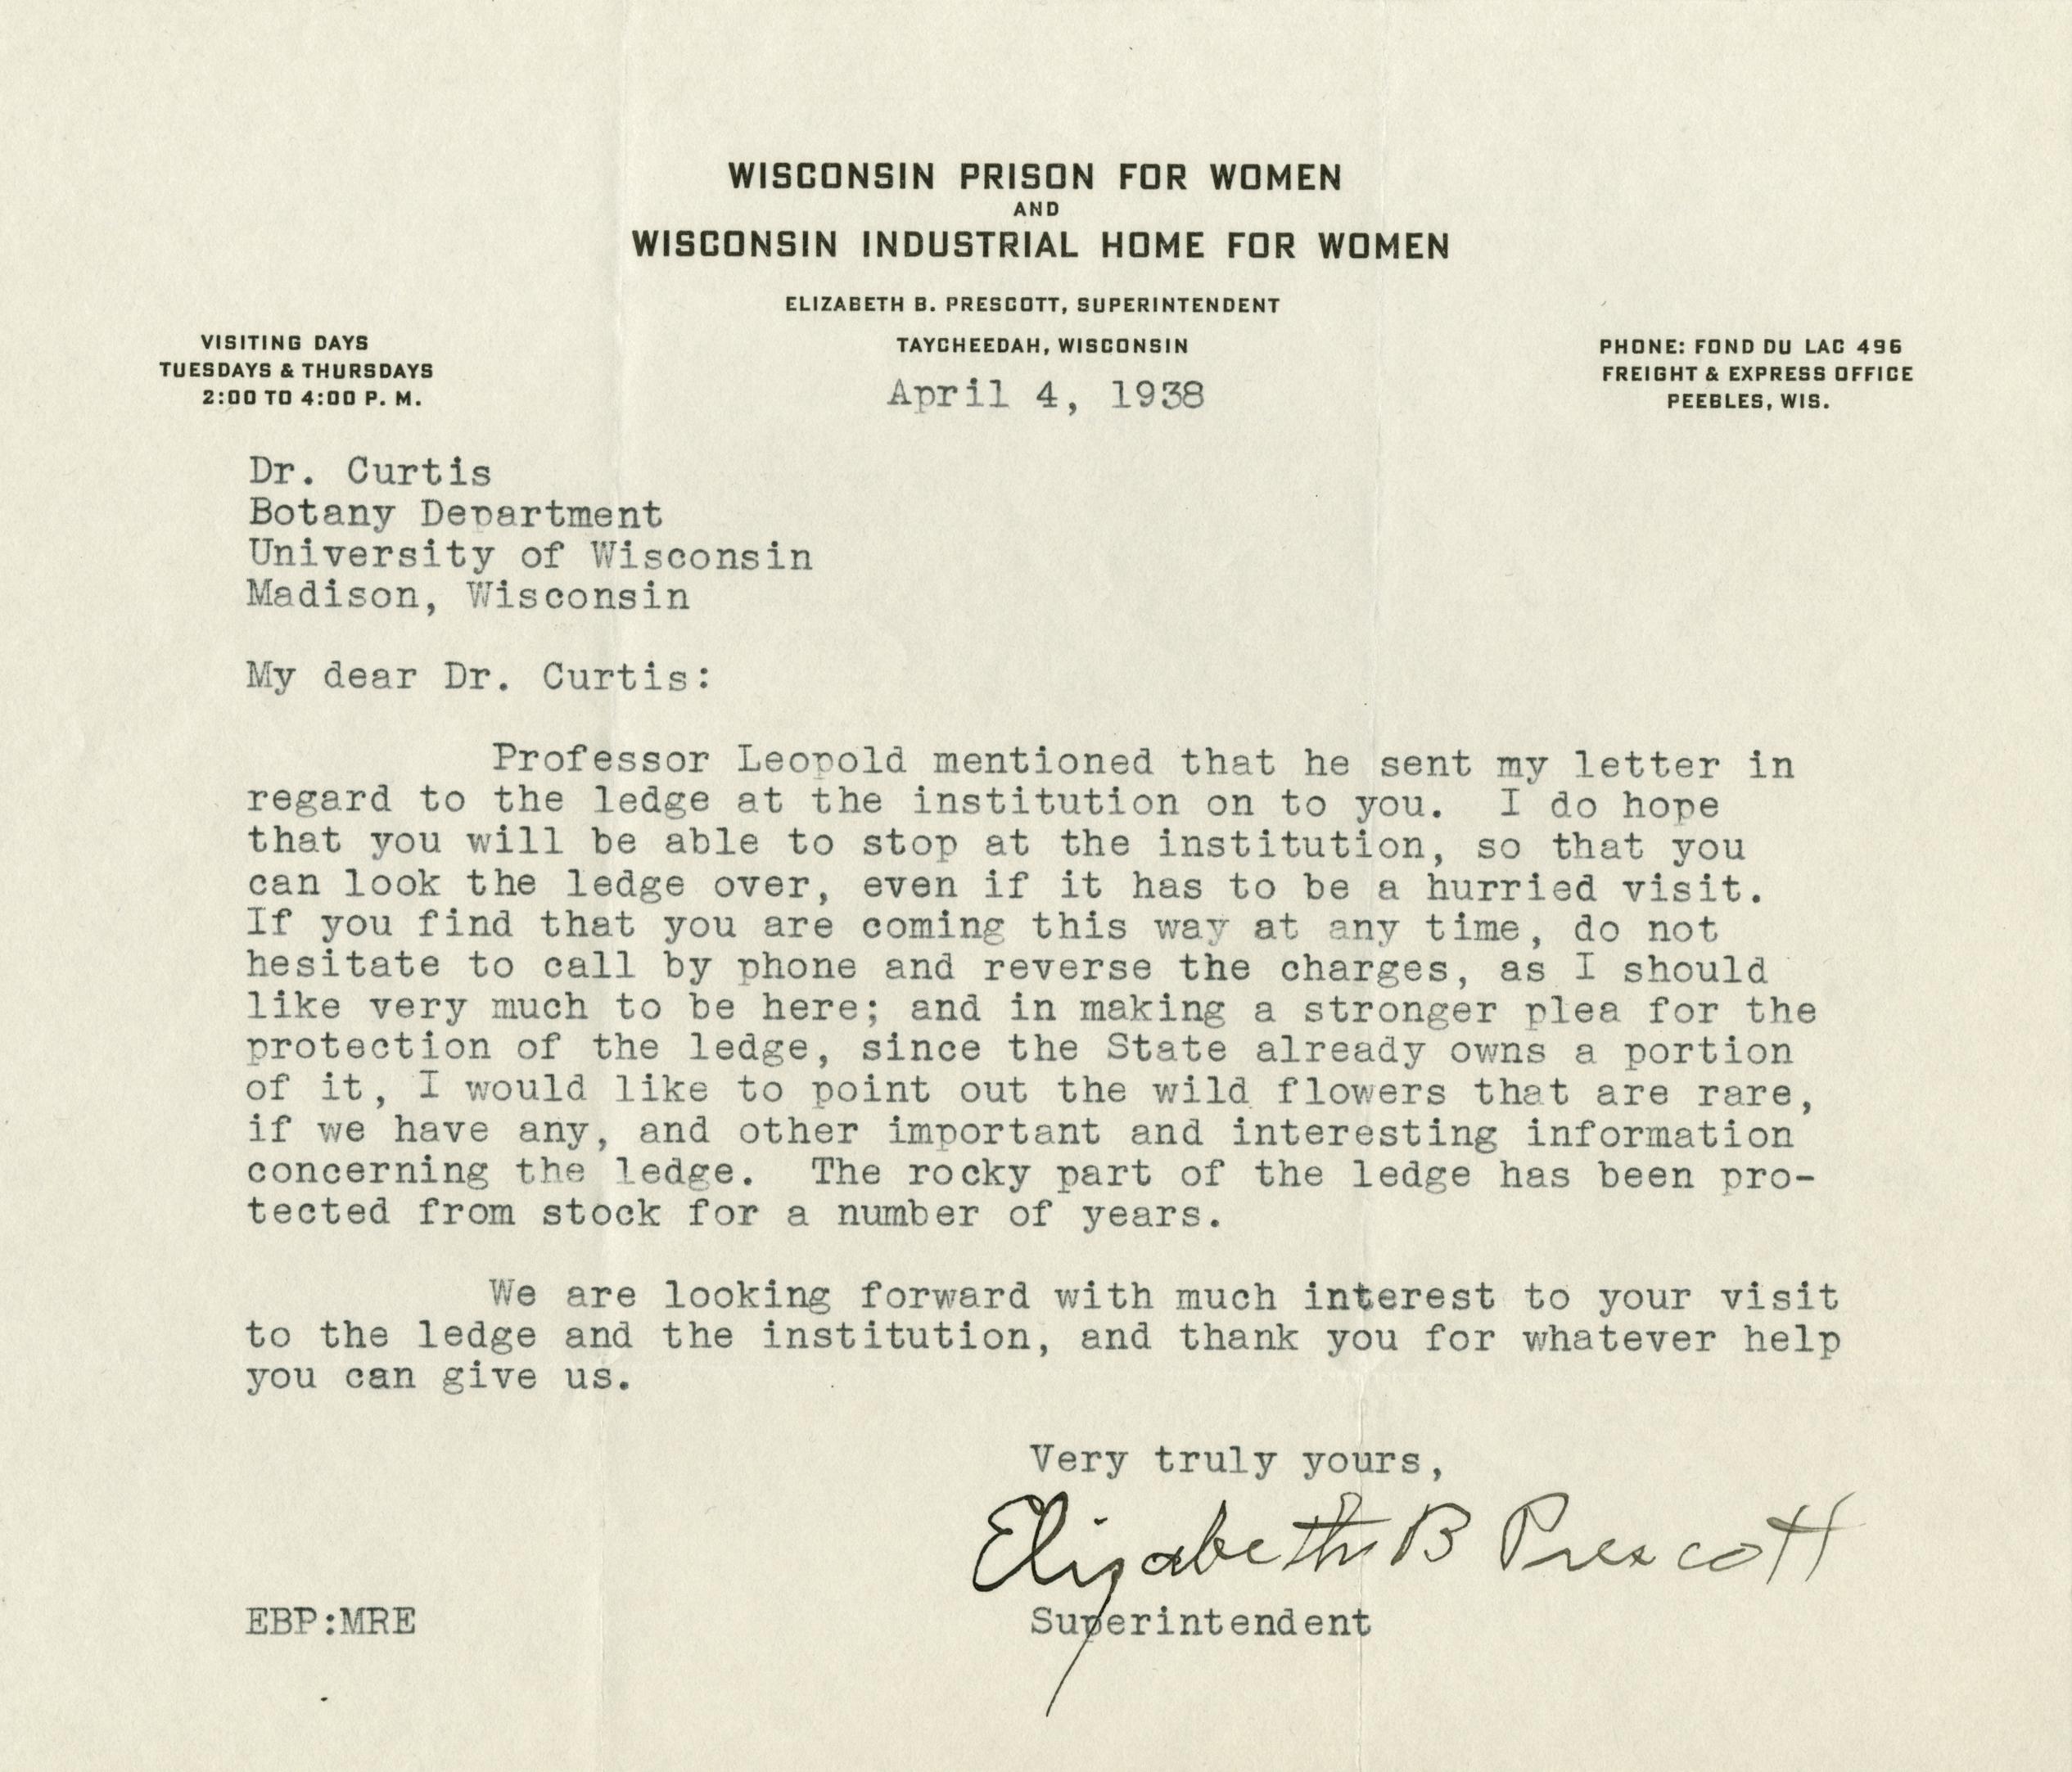 WISCONSIN PRISON FOR WOMEN
AND
WISCONSIN INDUSTRIAL HOME FOR WOMEN
ELIZABETH B. PRESCOTT, SUPERINTENDENT
TAYCHEEDAH, WISCONSIN
VISITING DAYS
TUESDAYS & THURSDAYS
2:00 TO 4:00 P. M.
PHONE: FOND DU LAC 496
FREIGHT & EXPRESS OFFICE
PEEBLES, WIS.
April 4, 1938
Dr. Curtis
Botany Department
University of Wisconsin
Madison, Wisconsin
My dear Dr. Curtis:
Professor Leopold mentioned that he sent my letter in
regard to the ledge at the institution on to you. I do hope
that you will be able to stop at the institution, so that you
can look the ledge over, even if it has to be a hurried visit.
If you find that you are coming this way at any time, do not
hesitate to call by phone and reverse the charges, as I should
like very much to be here; and in making a stronger plea for the
protection of the ledge, since the State already owns a portion
of it, I would like to point out the wild flowers that are rare,
if we have any, and other important and interesting information
concerning the ledge. The rocky part of the ledge has been pro-
tected from stock for a number of years.
We are looking forward with much interest to your visit
to the ledge and the institution, and thank you for whatever help
you can give us.
Very truly yours,
Elizabeth B Prescott
Superintendent
EBP:MRE